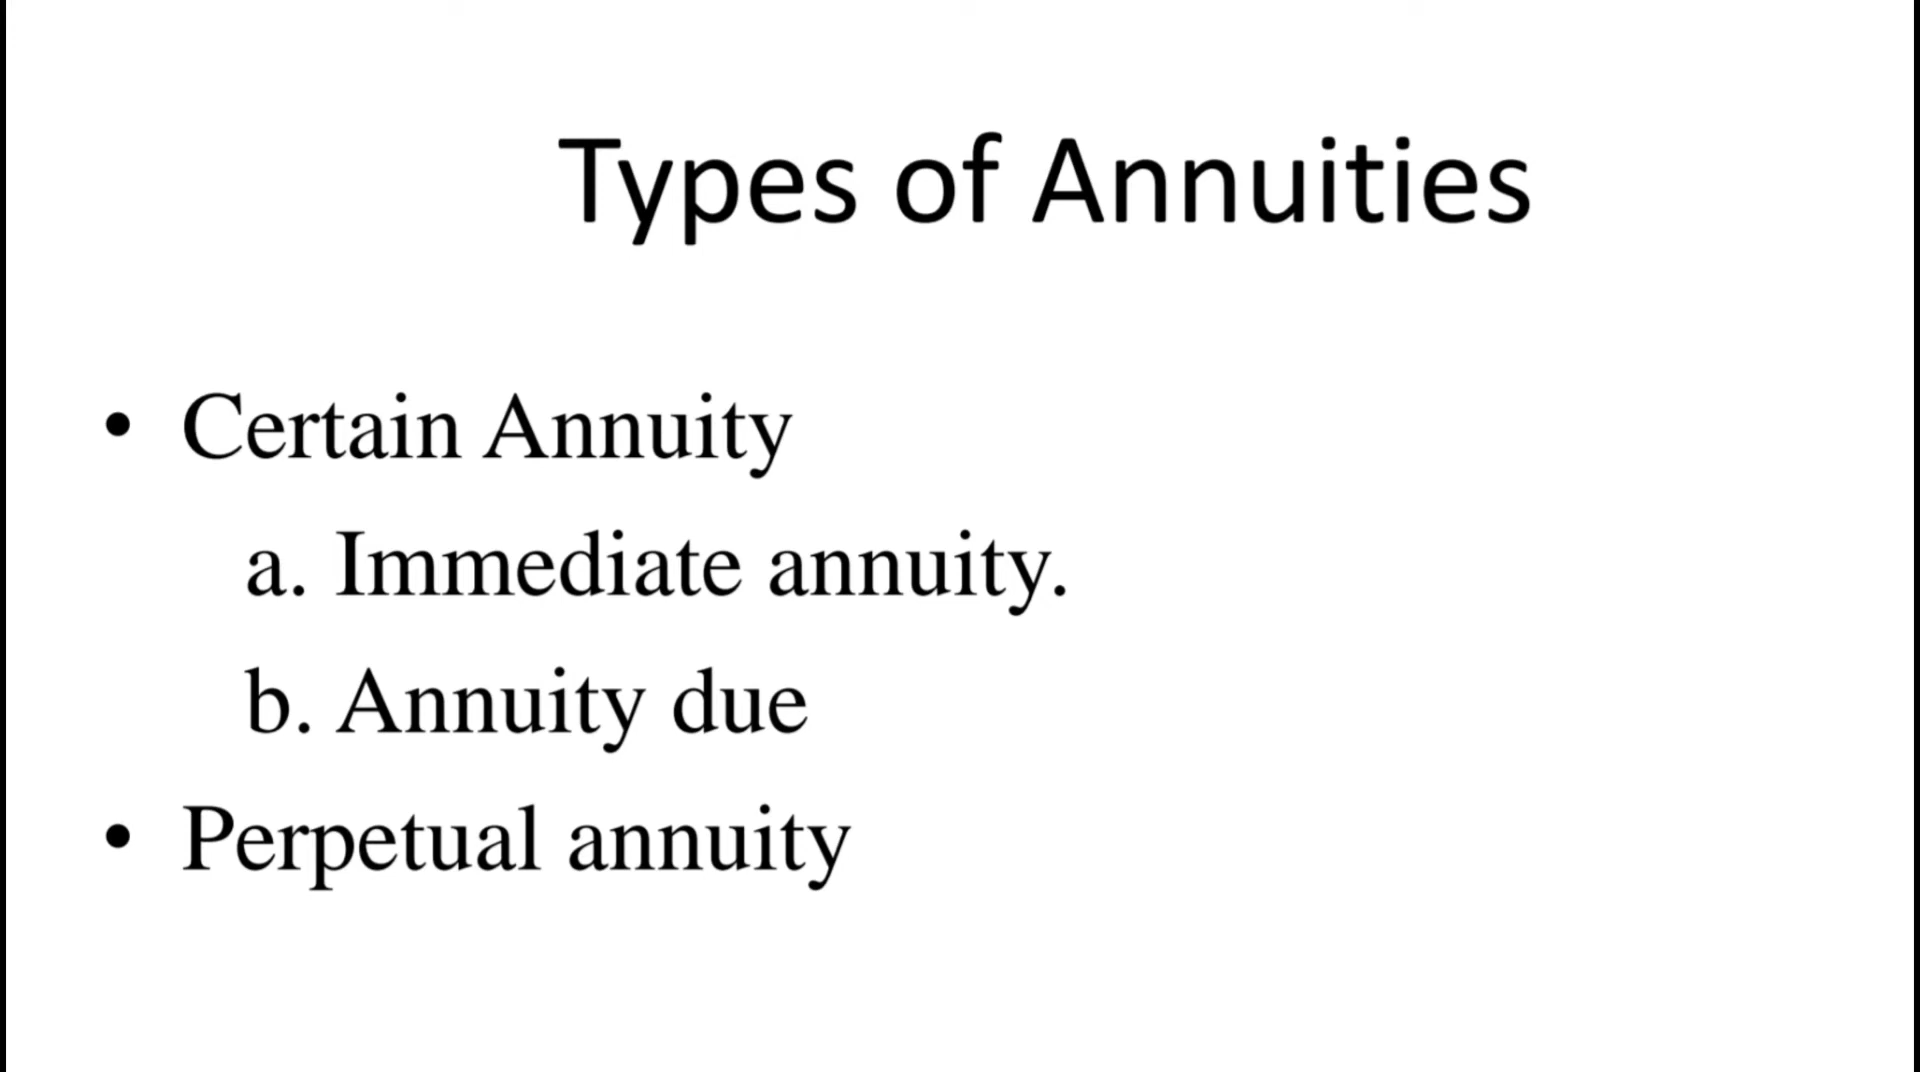 Types of Annuities
• Certain Annuity
a. Immediate annuity.
b. Annuity due
• Perpetual annuity